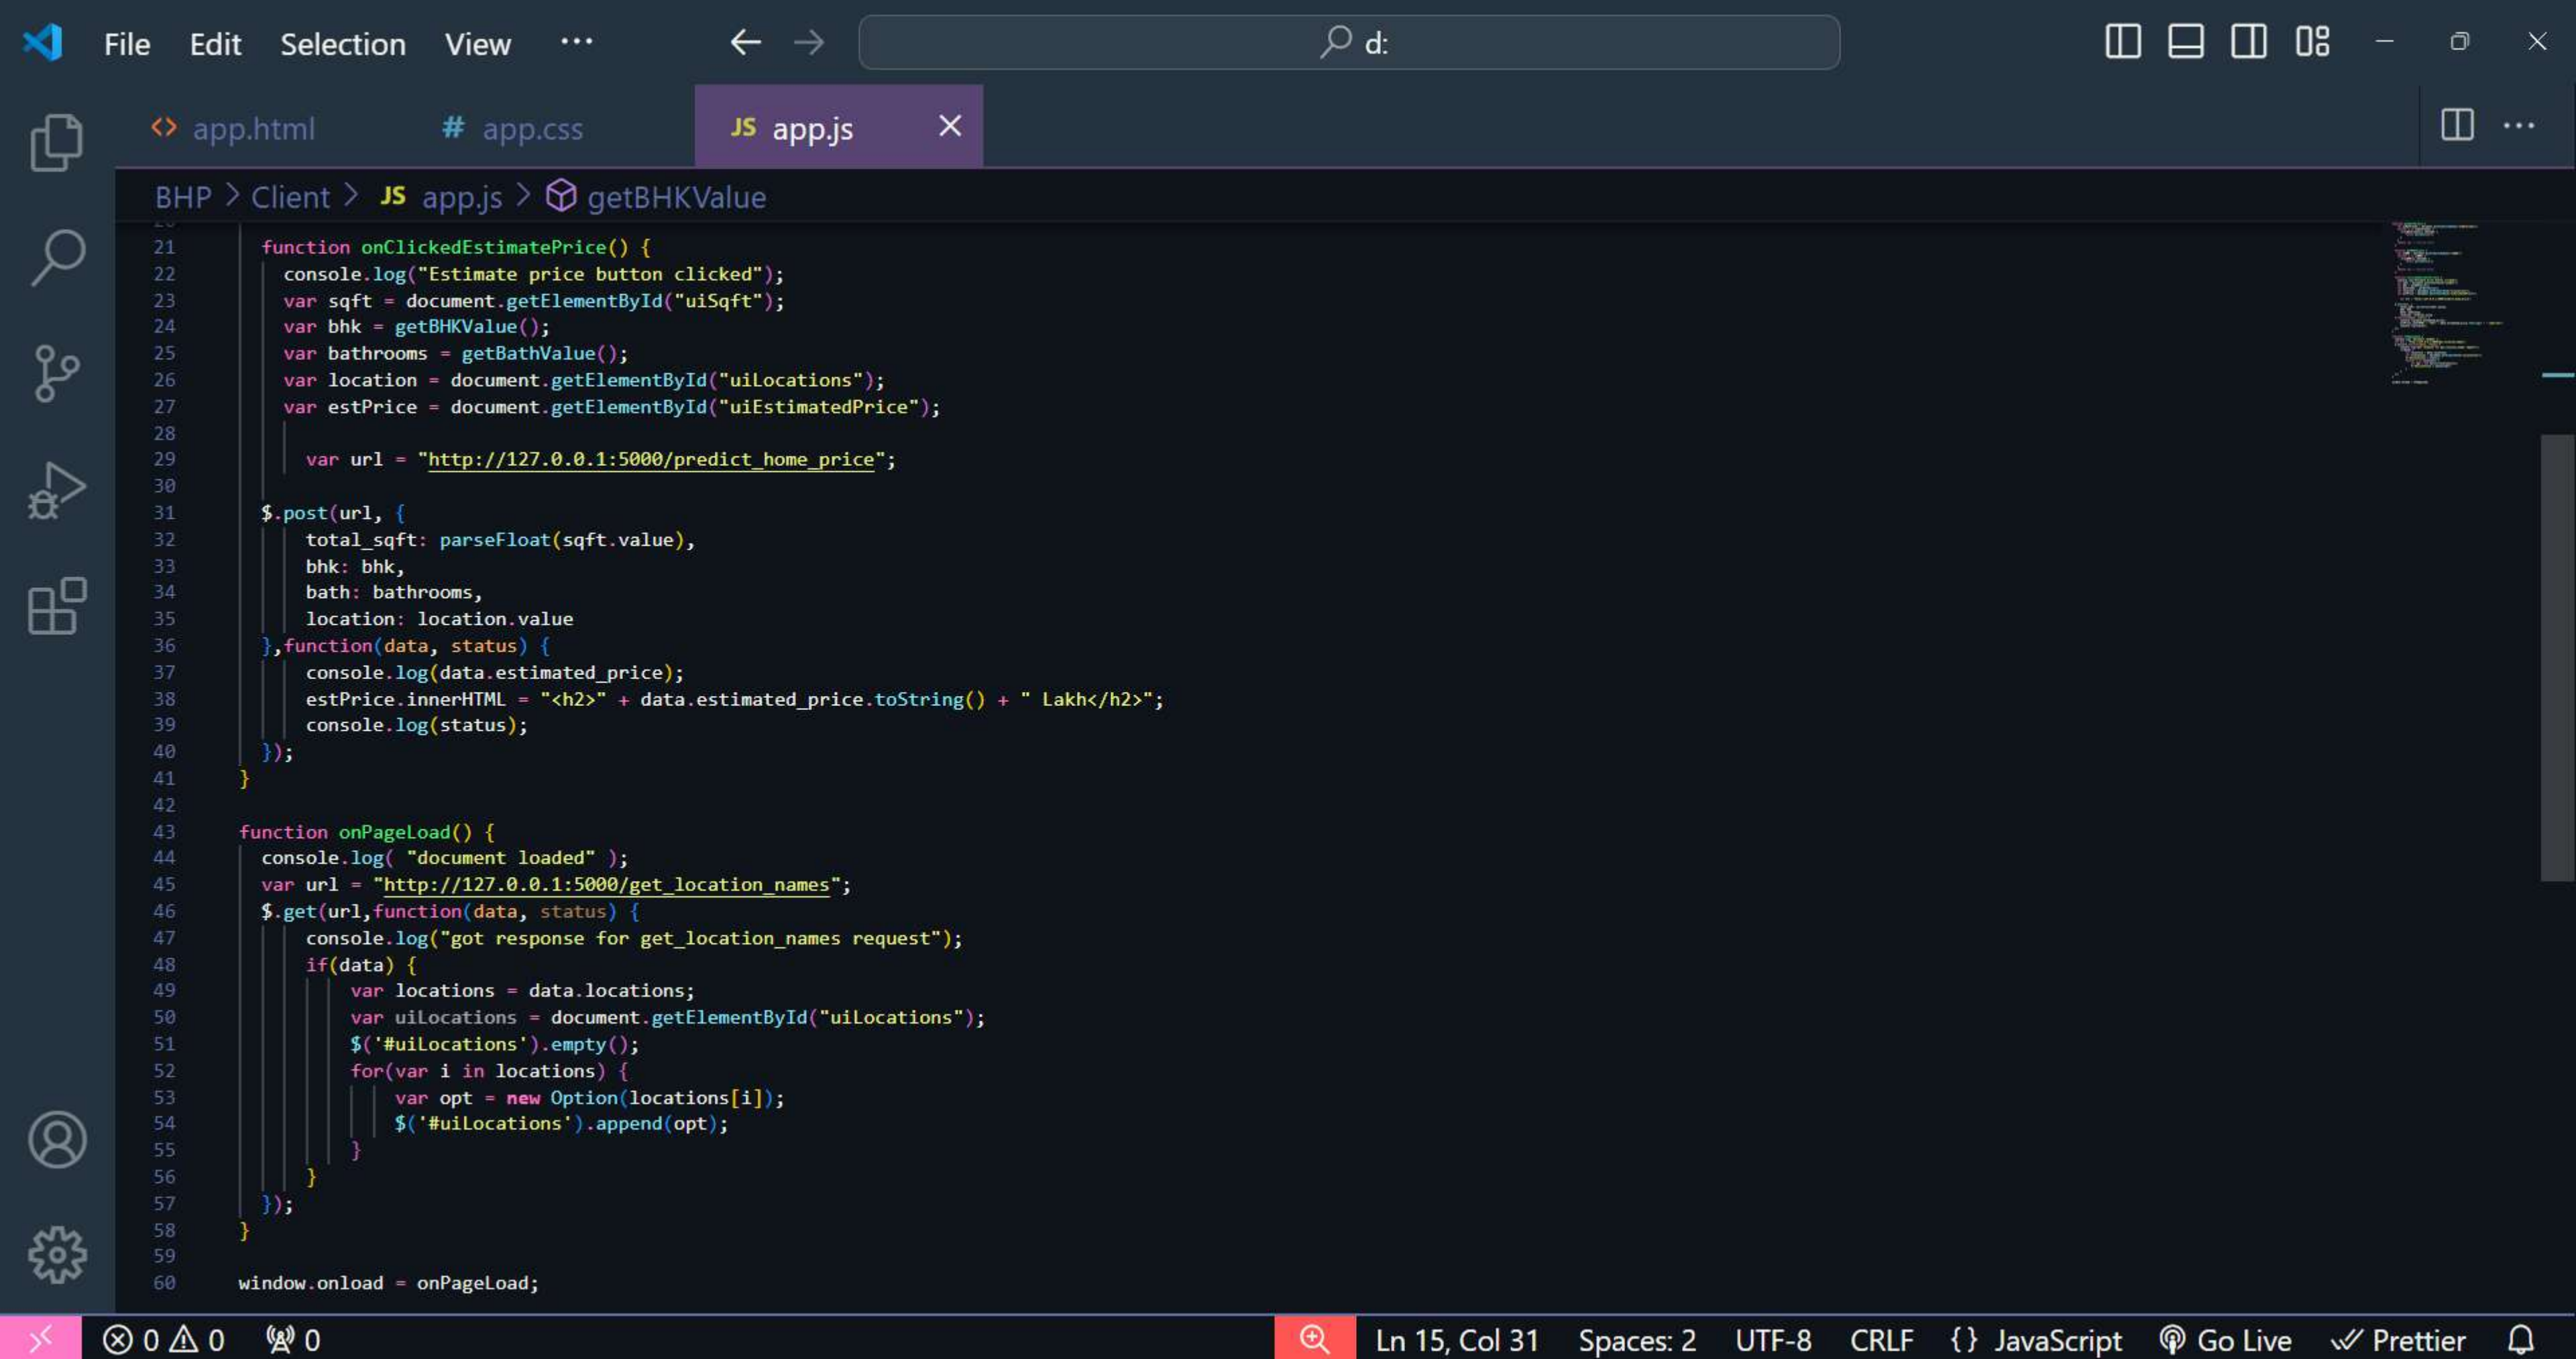 File Edit Selection View ··· d:
app.html app.css JS app.js
BHP > Client > JS app.js > getBHKValue
21 function onClickedEstimatePrice() {
22 console.log("Estimate price button clicked");
23 var sqft = document.getElementById("uiSqft");
24 var bhk = getBHKValue();
25 var bathrooms = getBathValue();
26 var location = document.getElementById("uiLocations");
27 var estPrice = document.getElementById("uiEstimatedPrice");
28
29 var url = "http://127.0.0.1:5000/predict_home_price";
30
31 $.post(url, {
32 total_sqft: parseFloat(sqft.value),
33 bhk: bhk,
34 bath: bathrooms,
35 location: location.value
36 },function(data, status) {
37 console.log(data.estimated_price);
38 estPrice.innerHTML = "<h2>" + data.estimated_price.toString() + " Lakh</h2>";
39 console.log(status);
40 });
41 }
42
43 function onPageLoad() {
44 console.log( "document loaded" );
45 var url = "http://127.0.0.1:5000/get_location_names";
46 $.get(url,function(data, status) {
47 console.log("got response for get_location_names request");
48 if(data) {
49 var locations = data.locations;
50 var uiLocations = document.getElementById("uiLocations");
51 $('#uiLocations').empty();
52 for(var i in locations) {
53 var opt = new Option(locations[i]);
54 $('#uiLocations').append(opt);
55 }
56 }
57 });
58 }
59
60 window.onload = onPageLoad;
0 0 0 Ln 15, Col 31 Spaces: 2 UTF-8 CRLF {} JavaScript Go Live Prettier